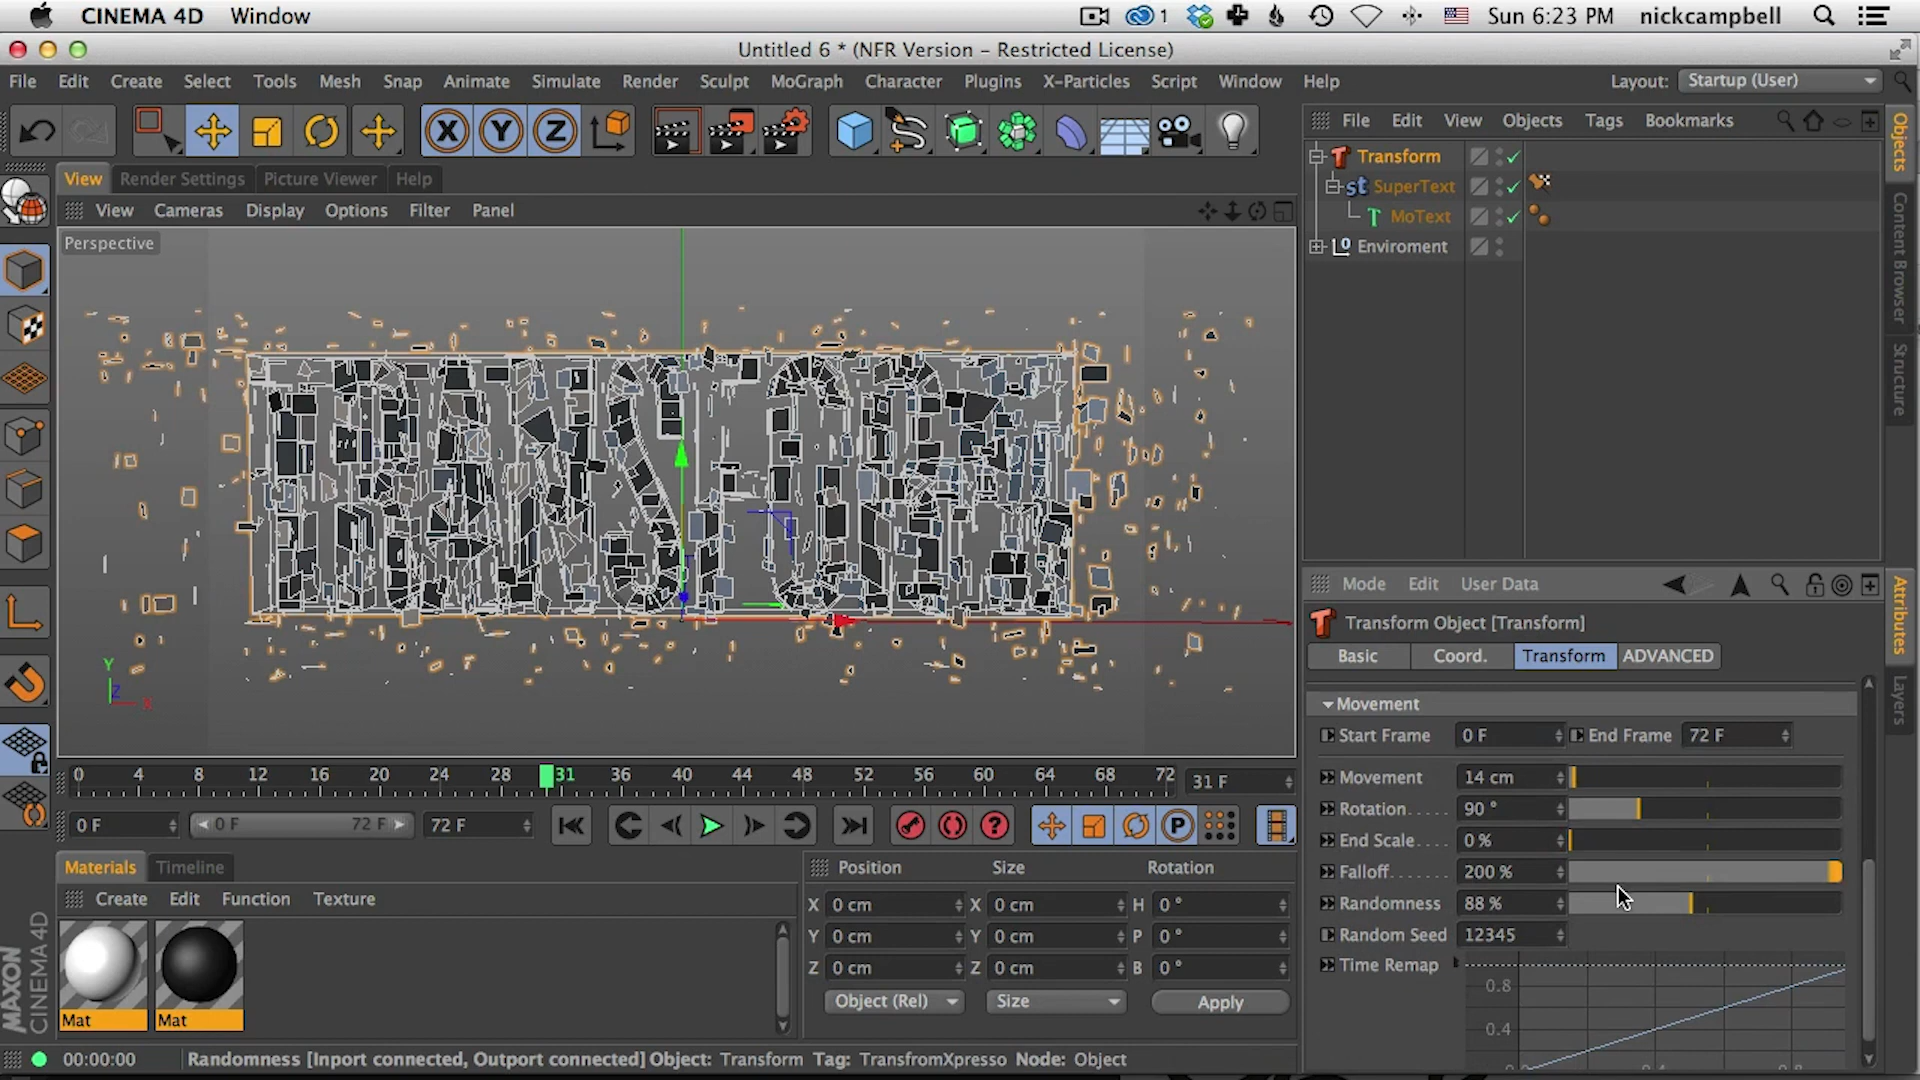 CINEMA 4D Window
1 Sun 6:23 PM nickcampbell
Untitled 6 * (NFR Version - Restricted License)
File Edit Create Select Tools Mesh Snap Animate Simulate Render Sculpt MoGraph Character Plugins X-Particles Script Window Help Layout: Startup (User)
X Y Z
File Edit View Objects Tags Bookmarks
Objects
Content Browser
Structure
Transform
SuperText
MoText
Enviroment
View Render Settings Picture Viewer Help
View Cameras Display Options Filter Panel
Perspective
Y
Z
X
0 4 8 12 16 20 24 28 31 36 40 44 48 52 56 60 64 68 72 31 F
0 F 0 F 72 F 72 F
Materials Timeline
Create Edit Function Texture
Mat Mat
MAXON
CINEMA 4D
Position Size Rotation
X 0 cm X 0 cm H 0 °
Y 0 cm Y 0 cm P 0 °
Z 0 cm Z 0 cm B 0 °
Object (Rel) Size Apply
Mode Edit User Data
Attributes
Layers
Transform Object [Transform]
Basic Coord. Transform ADVANCED
Movement
Start Frame 0 F End Frame 72 F
Movement 14 cm
Rotation.... 90 °
End Scale.... 0 %
Falloff....... 200 %
Randomness 88 %
Random Seed 12345
Time Remap
0.8
0.4
00:00:00 Randomness [Inport connected, Outport connected] Object: Transform Tag: TransfromXpresso Node: Object